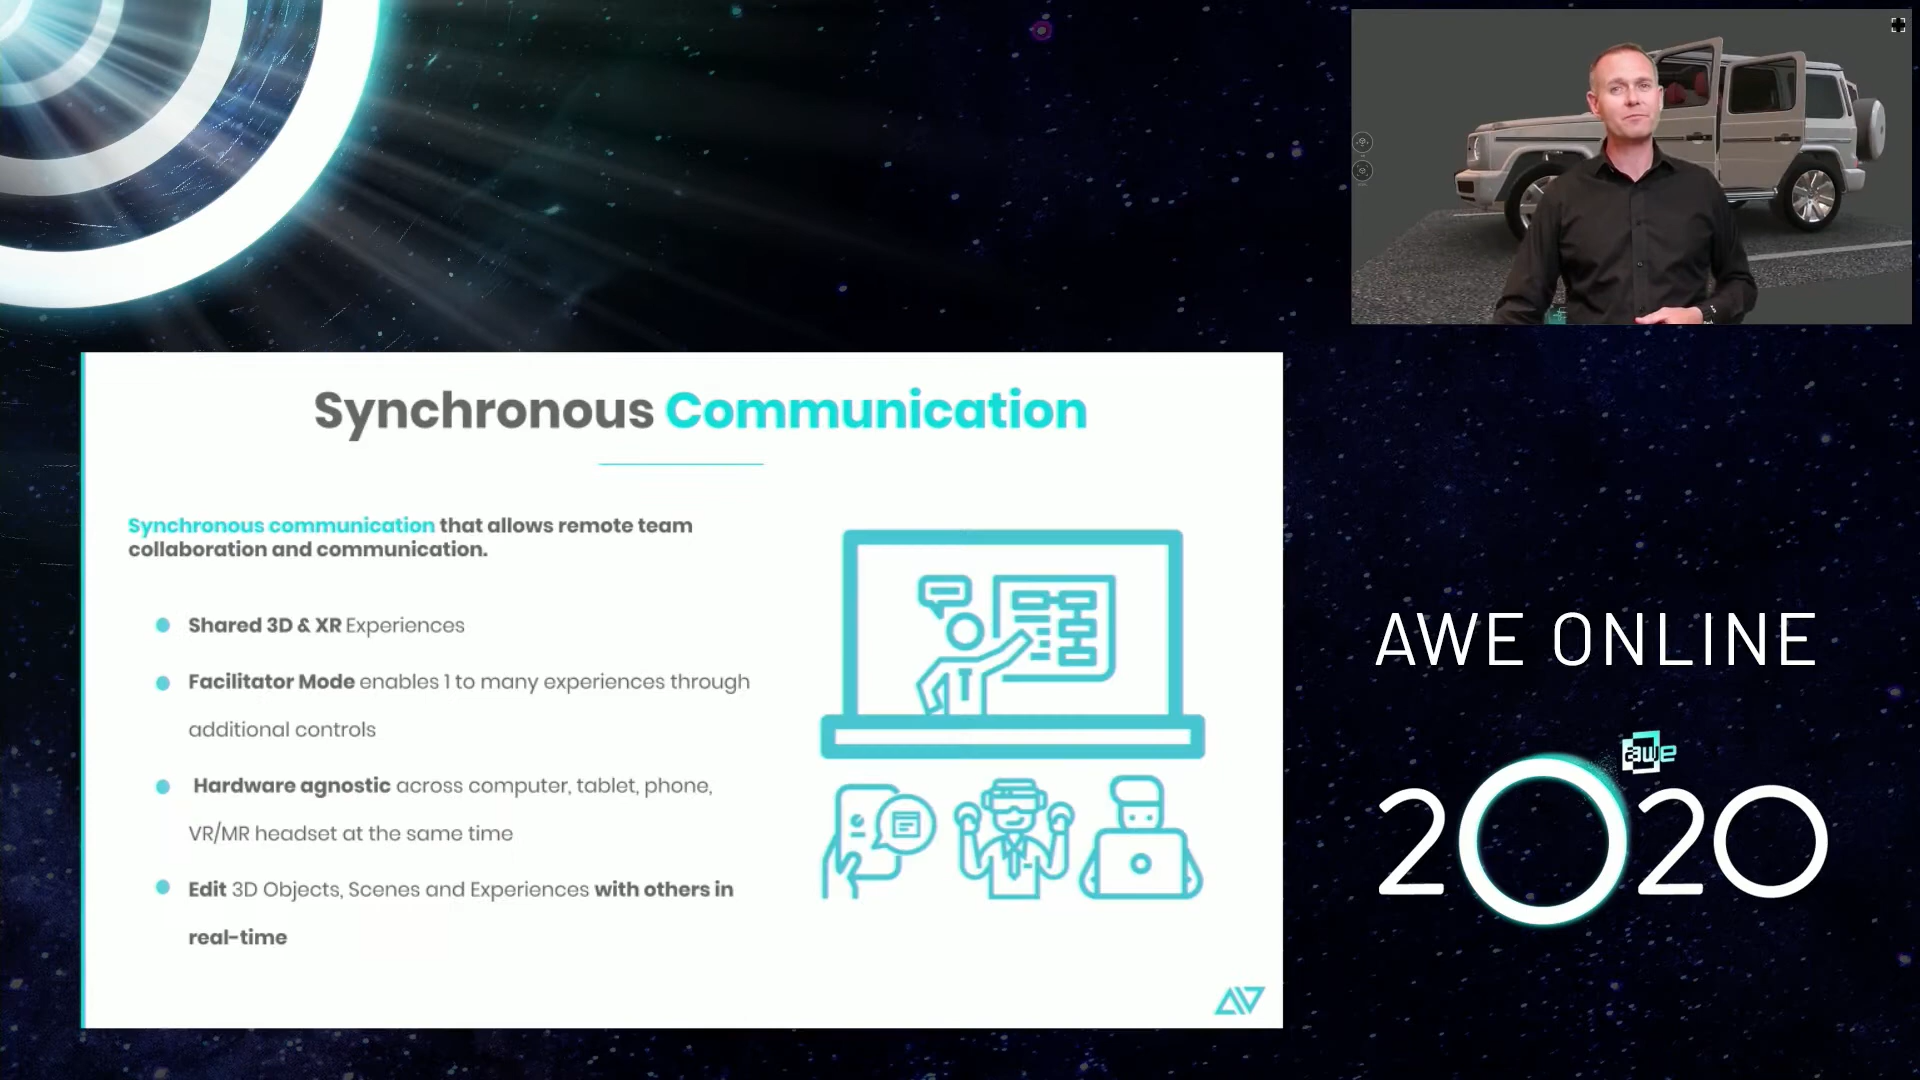 Synchronous Communication
Synchronous communication that allows remote team
collaboration and communication.
Shared 3D & XR Experiences
Facilitator Mode enables 1 to many experiences through
additional controls
Hardware agnostic across computer, tablet, phone,
VR/MR headset at the same time
Edit 3D Objects, Scenes and Experiences with others in
real-time
AWE ONLINE
awe
2020